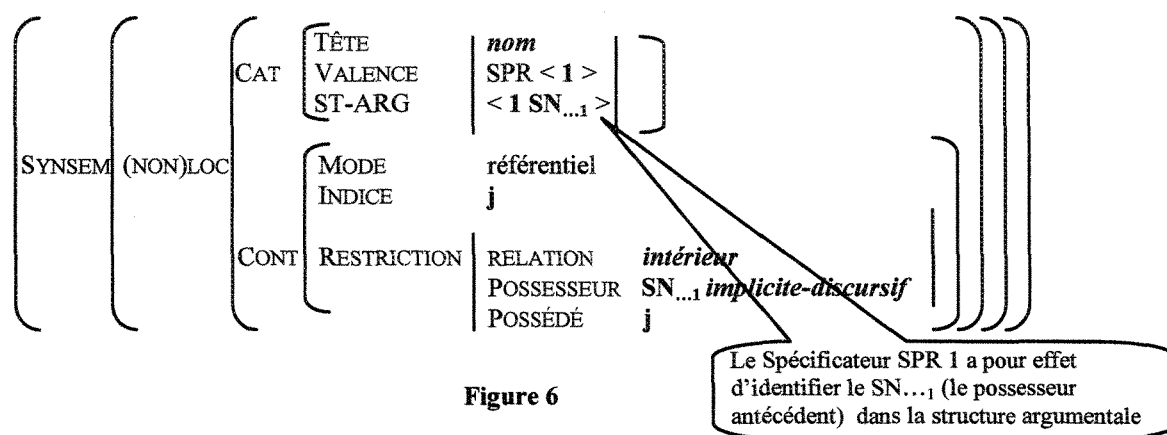 TÊTE nom
CAT VALENCE SPR < 1 >
ST-ARG < 1 SN...1 >
SYNSEM (NON)LOC MODE référentiel
INDICE j
CONT RESTRICTION RELATION intérieur
POSSESSEUR SN...1 implicite-discursif
POSSÉDÉ j
Le Spécificateur SPR 1 a pour effet
d'identifier le SN...1 (le possesseur
antécédent) dans la structure argumentale
Figure 6